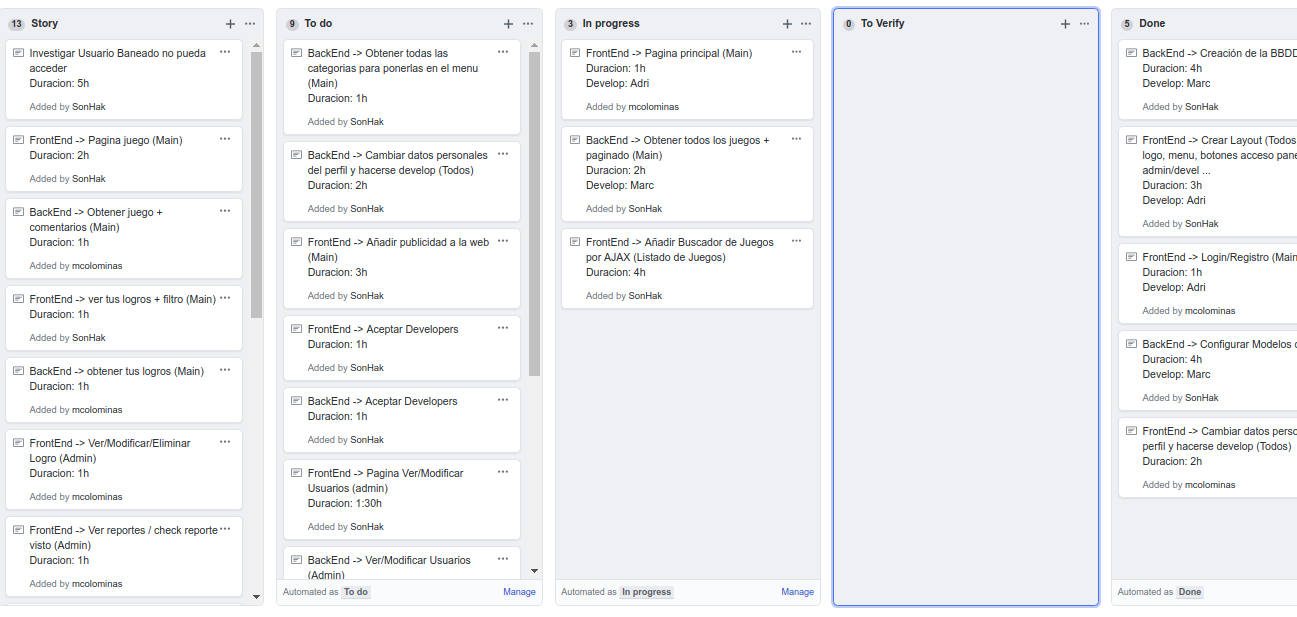 13 Story
Investigar Usuario Baneado no pueda
acceder
Duracion: 5h
Added by SonHak
FrontEnd -> Pagina juego (Main)
Duracion: 2h
Added by SonHak
BackEnd -> Obtener juego +
comentarios (Main)
Duracion: 1h
Added by mcolominas
FrontEnd -> ver tus logros + filtro (Main)
Duracion: 1h
Added by SonHak
BackEnd -> obtener tus logros (Main)
Duracion: 1h
Added by mcolominas
FrontEnd -> Ver/Modificar/Eliminar
Logro (Admin)
Duracion: 1h
Added by mcolominas
FrontEnd -> Ver reportes / check reporte
visto (Admin)
Duracion: 1h
Added by mcolominas
9 To do
BackEnd -> Obtener todas las
categorias para ponerlas en el menu
(Main)
Duracion: 1h
Added by SonHak
BackEnd -> Cambiar datos personales
del perfil y hacerse develop (Todos)
Duracion: 2h
Added by SonHak
FrontEnd -> Añadir publicidad a la web
(Main)
Duracion: 3h
Added by SonHak
FrontEnd -> Aceptar Developers
Duracion: 1h
Added by SonHak
BackEnd -> Aceptar Developers
Duracion: 1h
Added by SonHak
FrontEnd -> Pagina Ver/Modificar
Usuarios (admin)
Duracion: 1:30h
Added by SonHak
BackEnd -> Ver/Modificar Usuarios
(Admin)
Automated as To do Manage
3 In progress
FrontEnd -> Pagina principal (Main)
Duracion: 1h
Develop: Adri
Added by mcolominas
BackEnd -> Obtener todos los juegos +
paginado (Main)
Duracion: 2h
Develop: Marc
Added by SonHak
FrontEnd -> Añadir Buscador de Juegos
por AJAX (Listado de Juegos)
Duracion: 4h
Added by SonHak
Automated as In progress Manage
0 To Verify
5 Done
BackEnd -> Creación de la BBDD
Duracion: 4h
Develop: Marc
Added by SonHak
FrontEnd -> Crear Layout (Todos
logo, menu, botones acceso pane
admin/devel ...
Duracion: 3h
Develop: Adri
Added by SonHak
FrontEnd -> Login/Registro (Main
Duracion: 1h
Develop: Adri
Added by mcolominas
BackEnd -> Configurar Modelos
Duracion: 4h
Develop: Marc
Added by SonHak
FrontEnd -> Cambiar datos perso
perfil y hacerse develop (Todos)
Duracion: 2h
Added by mcolominas
Automated as Done